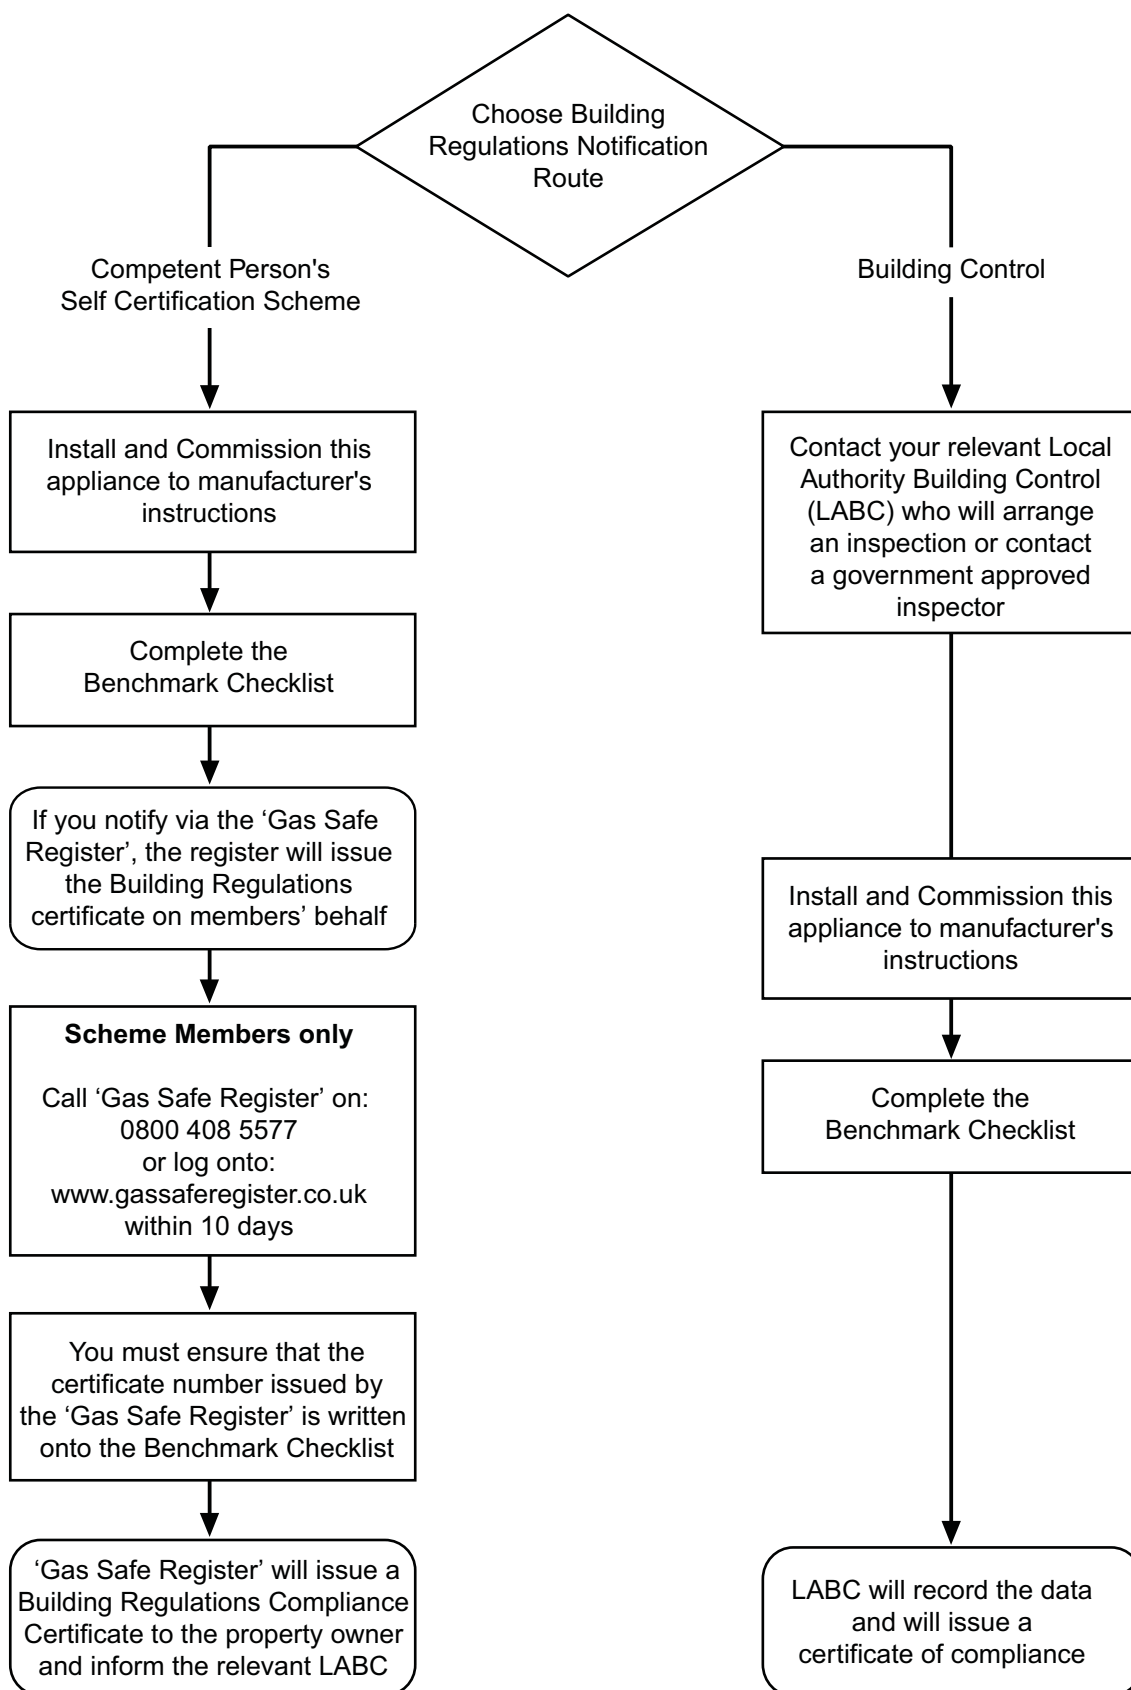 Choose Building
Regulations Notification
Route
Competent Person's
Self Certification Scheme
Building Control
Install and Commission this
appliance to manufacturer's
instructions
Complete the
Benchmark Checklist
If you notify via the ‘Gas Safe
Register’, the register will issue
the Building Regulations
certificate on members’ behalf
Scheme Members only
Call ‘Gas Safe Register’ on:
0800 408 5577
or log onto:
www.gassaferegister.co.uk
within 10 days
You must ensure that the
certificate number issued by
the ‘Gas Safe Register’ is written
onto the Benchmark Checklist
‘Gas Safe Register’ will issue a
Building Regulations Compliance
Certificate to the property owner
and inform the relevant LABC
Contact your relevant Local
Authority Building Control
(LABC) who will arrange
an inspection or contact
a government approved
inspector
Install and Commission this
appliance to manufacturer's
instructions
Complete the
Benchmark Checklist
LABC will record the data
and will issue a
certificate of compliance